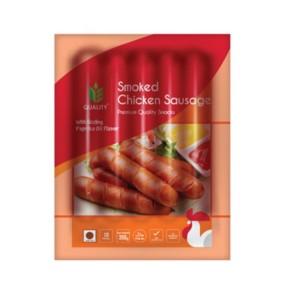 Smoked
Chicken Sausage
Premium Quality Snacks
QUALITY
With Sizzling
Paprika Oil Flavor